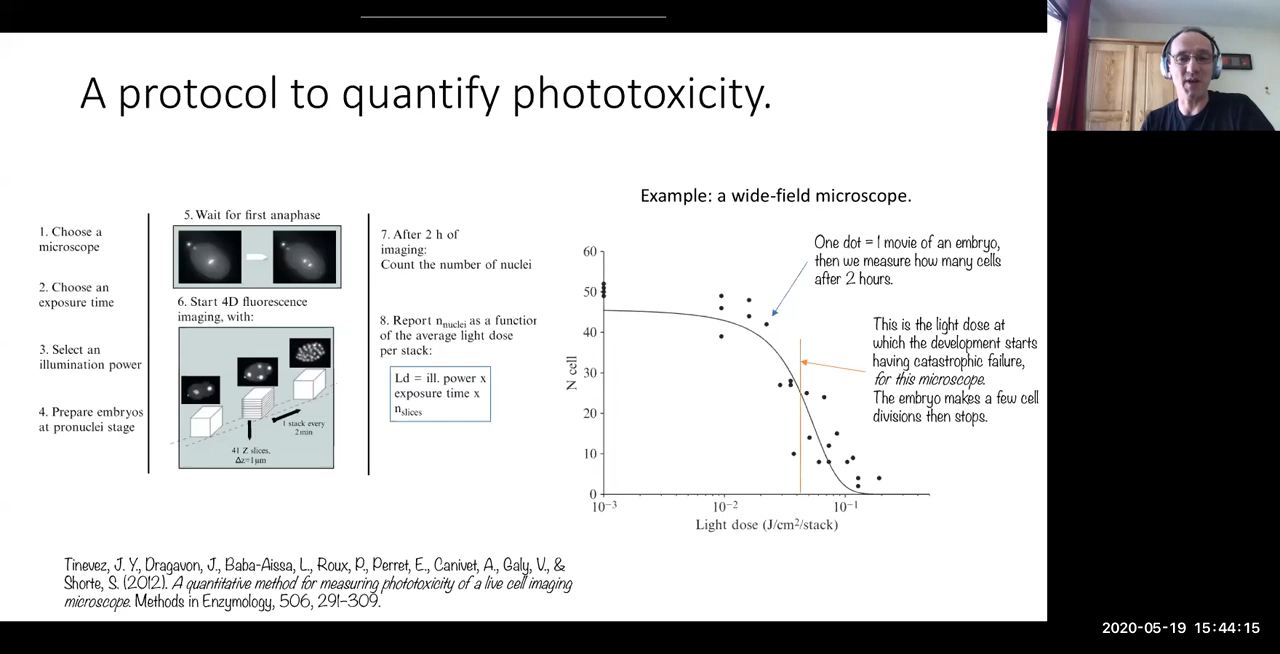 A protocol to quantify phototoxicity.
1. Choose a
microscope
2. Choose an
exposure time
3. Select an
illumination power
4. Prepare embryos
at pronuclei stage
5. Wait for first anaphase
6. Start 4D fluorescence
imaging, with:
1 stack every
2 min
41 Z slices,
Δz=1μm
7. After 2 h of
imaging:
Count the number of nuclei
8. Report nnuclei as a function
of the average light dose
per stack:
Ld = ill. power x
exposure time x
nslices
Example: a wide-field microscope.
One dot = 1 movie of an embryo,
then we measure how many cells
after 2 hours.
This is the light dose at
which the development starts
having catastrophic failure,
for this microscope.
The embryo makes a few cell
divisions then stops.
N cell
60
50
40
30
20
10
0
10−3
10−2
10−1
Light dose (J/cm2/stack)
Tinevez, J. Y., Dragavon, J., Baba-Aissa, L., Roux, P., Perret, E., Canivet, A., Galy, V., &
Shorte, S. (2012). A quantitative method for measuring phototoxicity of a live cell imaging
microscope. Methods in Enzymology, 506, 291–309.
2020-05-19 15:44:15